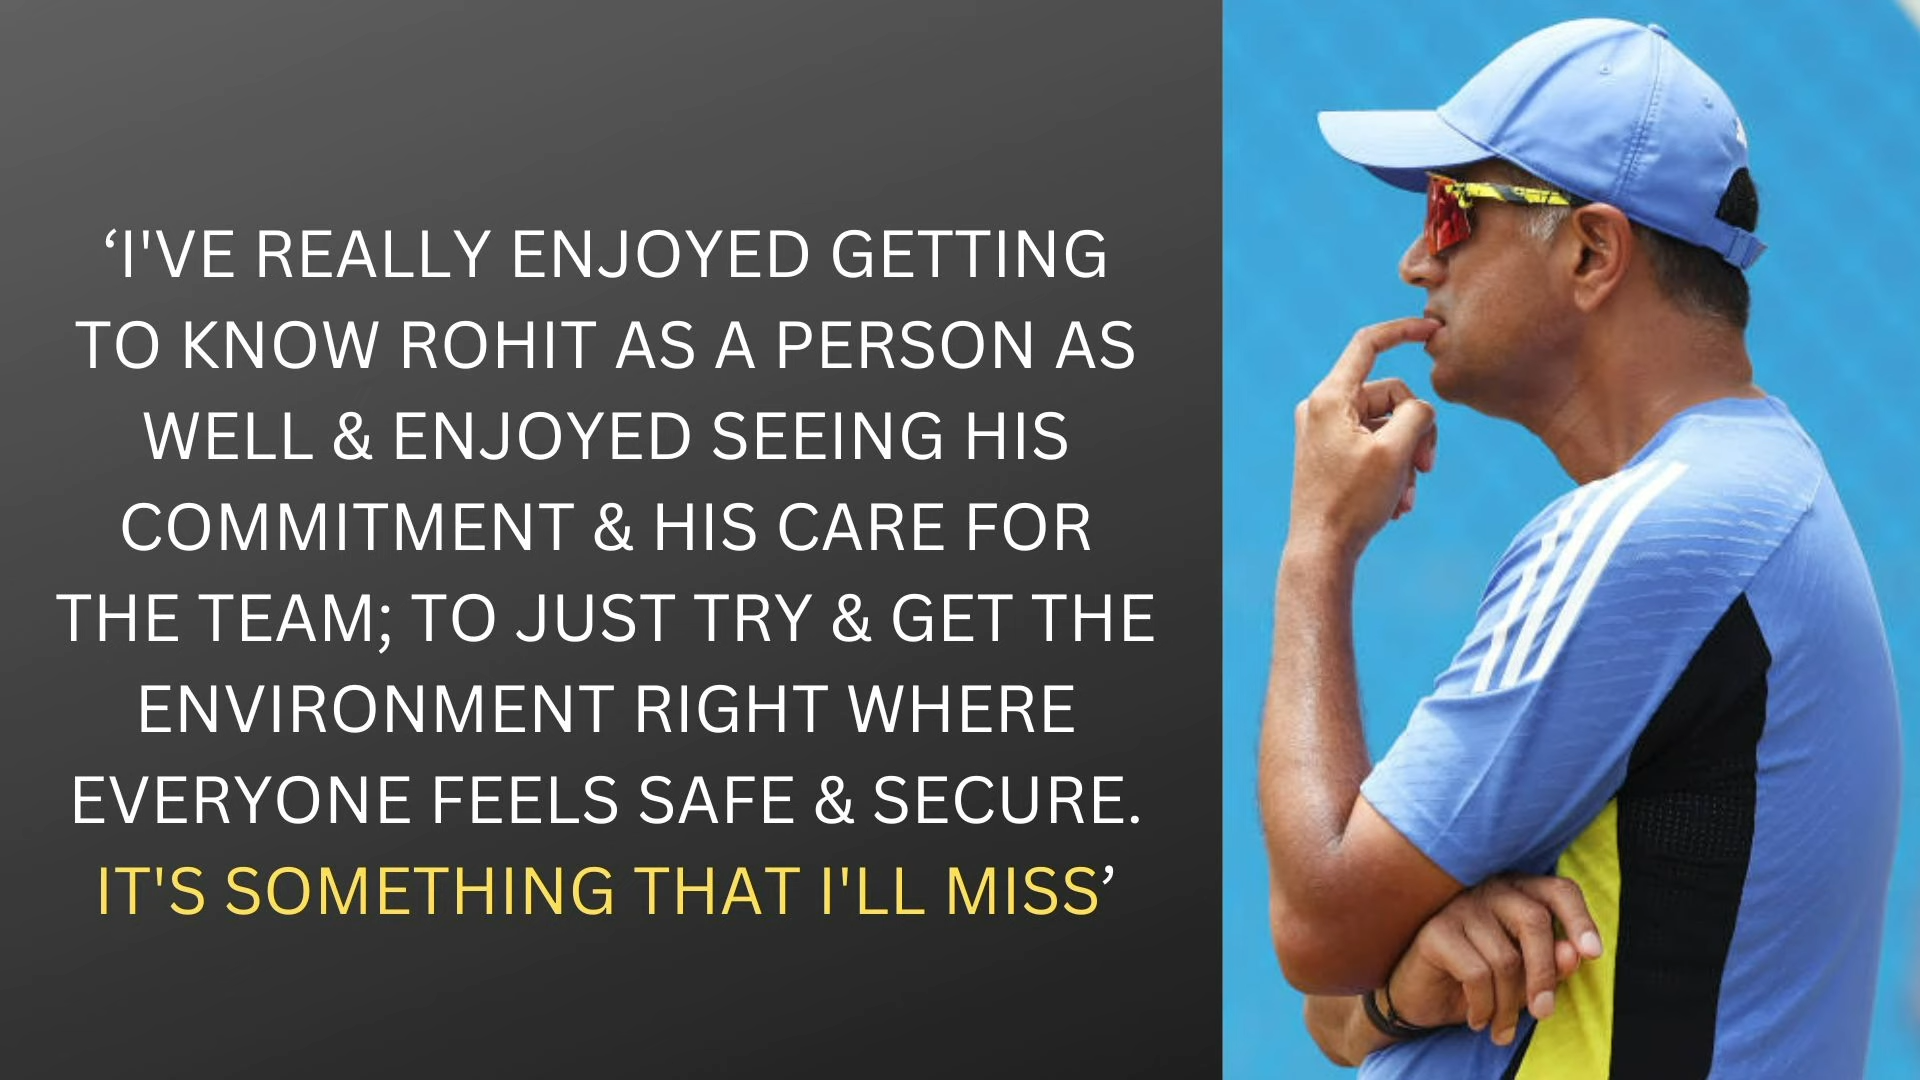 ‘I'VE REALLY ENJOYED GETTING
TO KNOW ROHIT AS A PERSON AS
WELL & ENJOYED SEEING HIS
COMMITMENT & HIS CARE FOR
THE TEAM; TO JUST TRY & GET THE
ENVIRONMENT RIGHT WHERE
EVERYONE FEELS SAFE & SECURE.
IT'S SOMETHING THAT I'LL MISS’